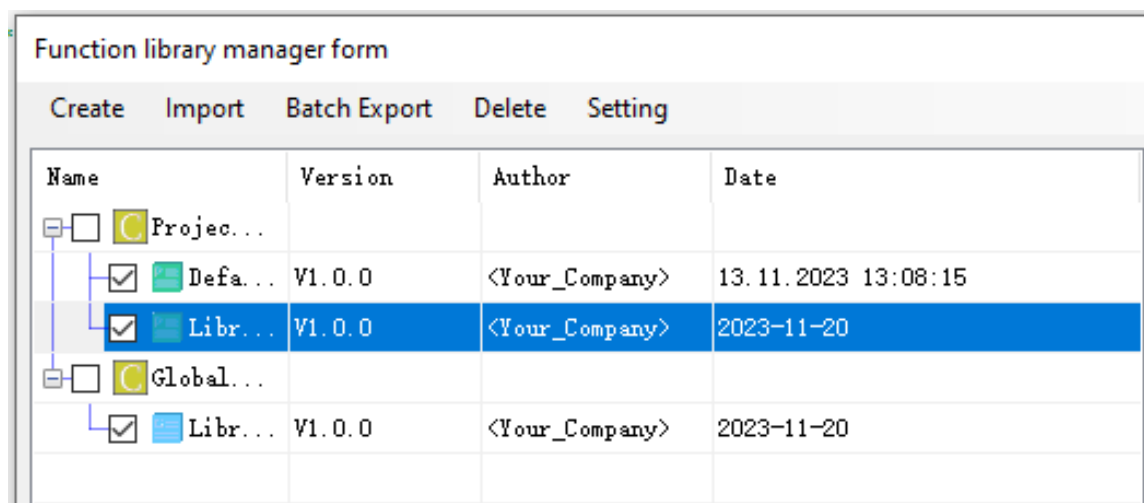 Function library manager form
Create Import Batch Export Delete Setting
Name Version Author Date
Projec...
Defa... V1.0.0 <Your_Company> 13.11.2023 13:08:15
Libr... V1.0.0 <Your_Company> 2023-11-20
Global...
Libr... V1.0.0 <Your_Company> 2023-11-20